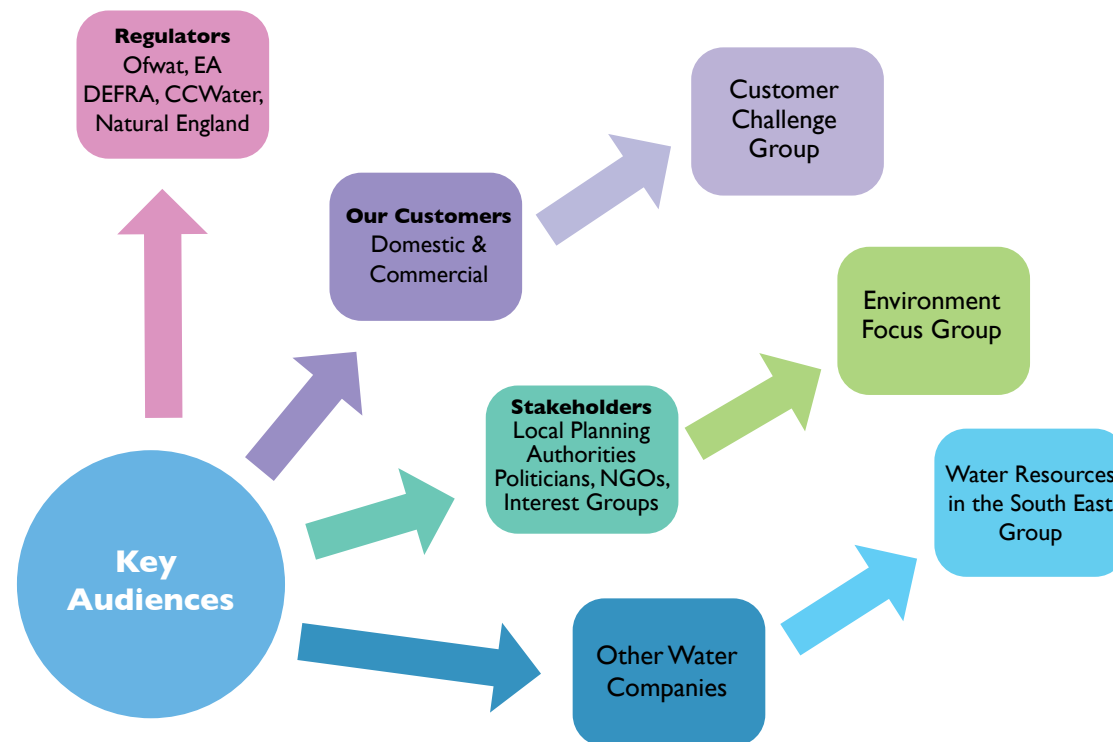 Regulators
Ofwat, EA
DEFRA, CCWater,
Natural England
Customer
Challenge
Group
Our Customers
Domestic &
Commercial
Environment
Focus Group
Stakeholders
Local Planning
Authorities
Politicians, NGOs,
Interest Groups
Water Resources
in the South East
Group
Key
Audiences
Other Water
Companies